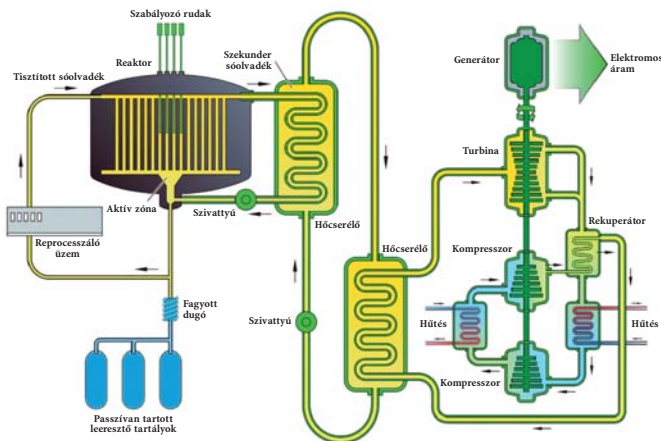 Szabályozó rudak
Reaktor
Tisztított sóolvadék
Szekunder
sóolvadék
Generátor
Elektromos
áram
Turbina
Aktív zóna
Szivattyú
Hőcserélő
Reprocesszáló
üzem
Hőcserélő
Kompresszor
Rekuperátor
Fagyott
dugó
Szivattyú
Hűtés
Hűtés
Kompresszor
Passzívan tartott
leeresztő tartályok